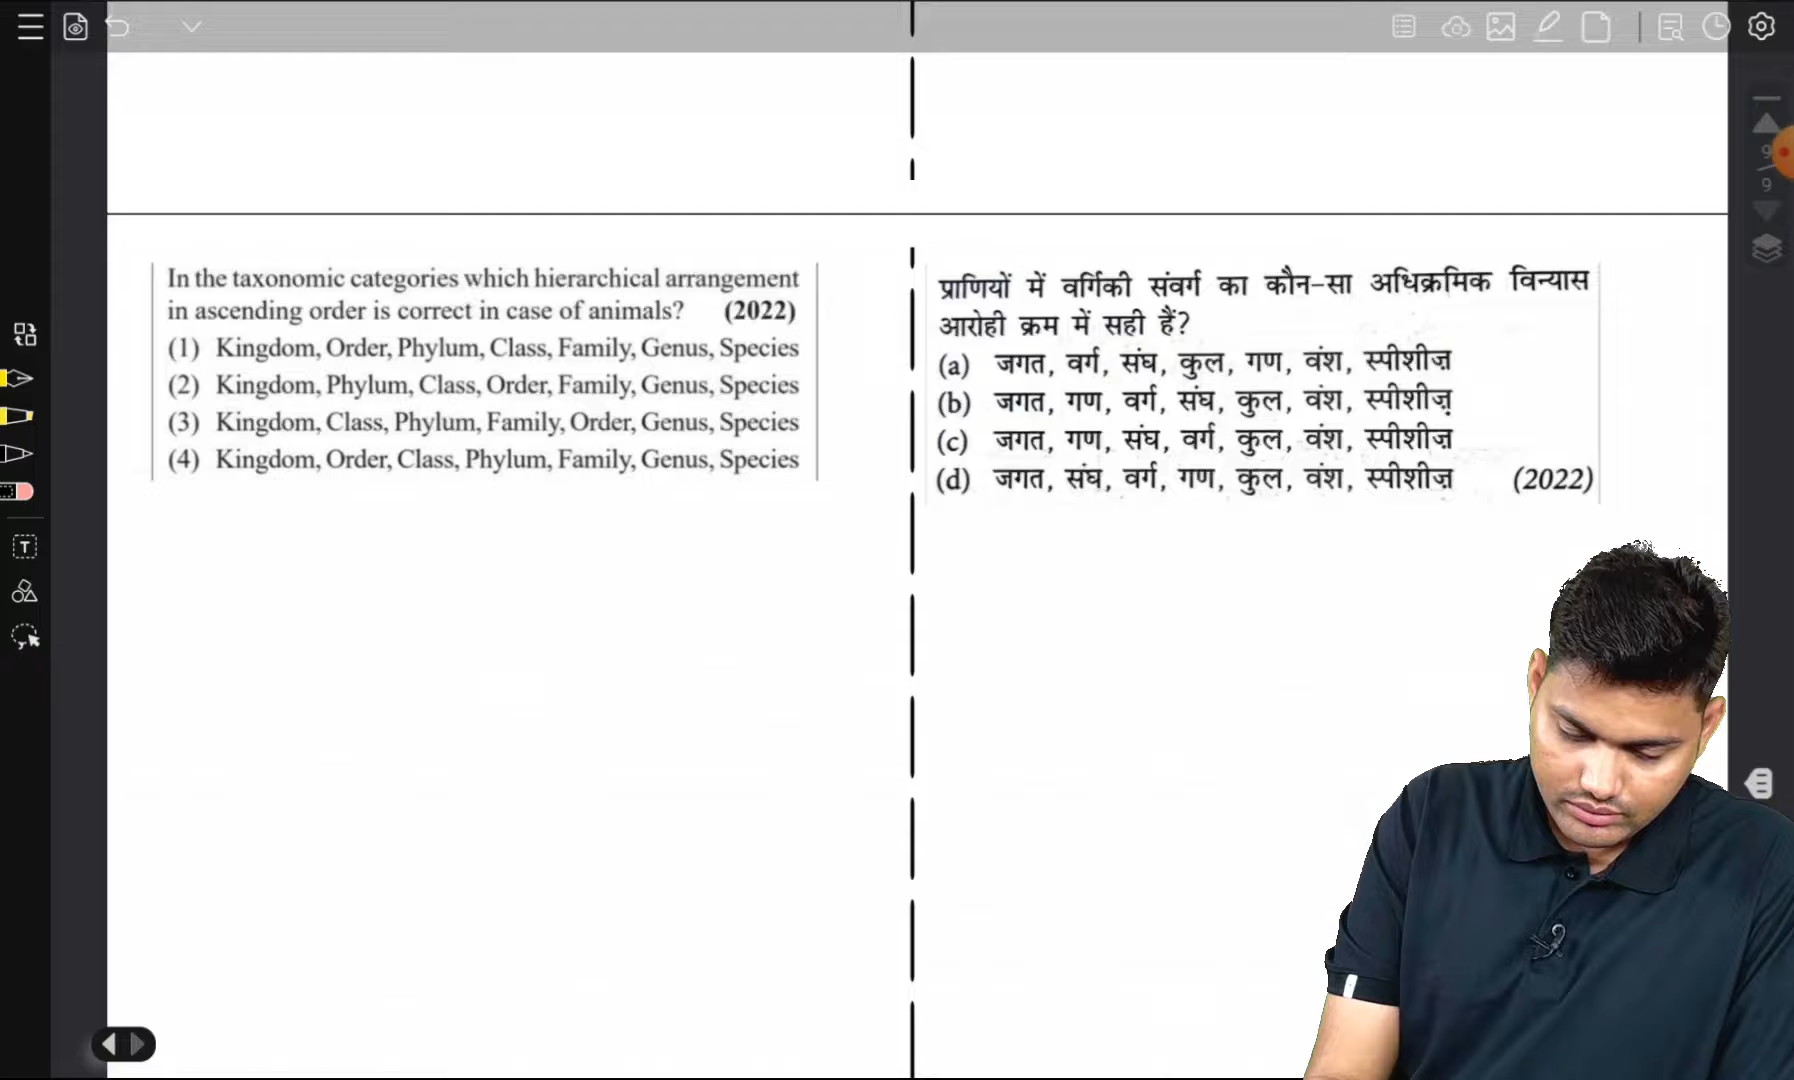 In the taxonomic categories which hierarchical arrangement
in ascending order is correct in case of animals? (2022)
(1) Kingdom, Order, Phylum, Class, Family, Genus, Species
(2) Kingdom, Phylum, Class, Order, Family, Genus, Species
(3) Kingdom, Class, Phylum, Family, Order, Genus, Species
(4) Kingdom, Order, Class, Phylum, Family, Genus, Species
प्राणियों में वर्गिकी संवर्ग का कौन-सा अधिक्रमिक विन्यास
आरोही क्रम में सही हैं?
(a) जगत, वर्ग, संघ, कुल, गण, वंश, स्पीशीज़
(b) जगत, गण, वर्ग, संघ, कुल, वंश, स्पीशीज़
(c) जगत, गण, संघ, वर्ग, कुल, वंश, स्पीशीज़
(d) जगत, संघ, वर्ग, गण, कुल, वंश, स्पीशीज़ (2022)
9
9
T